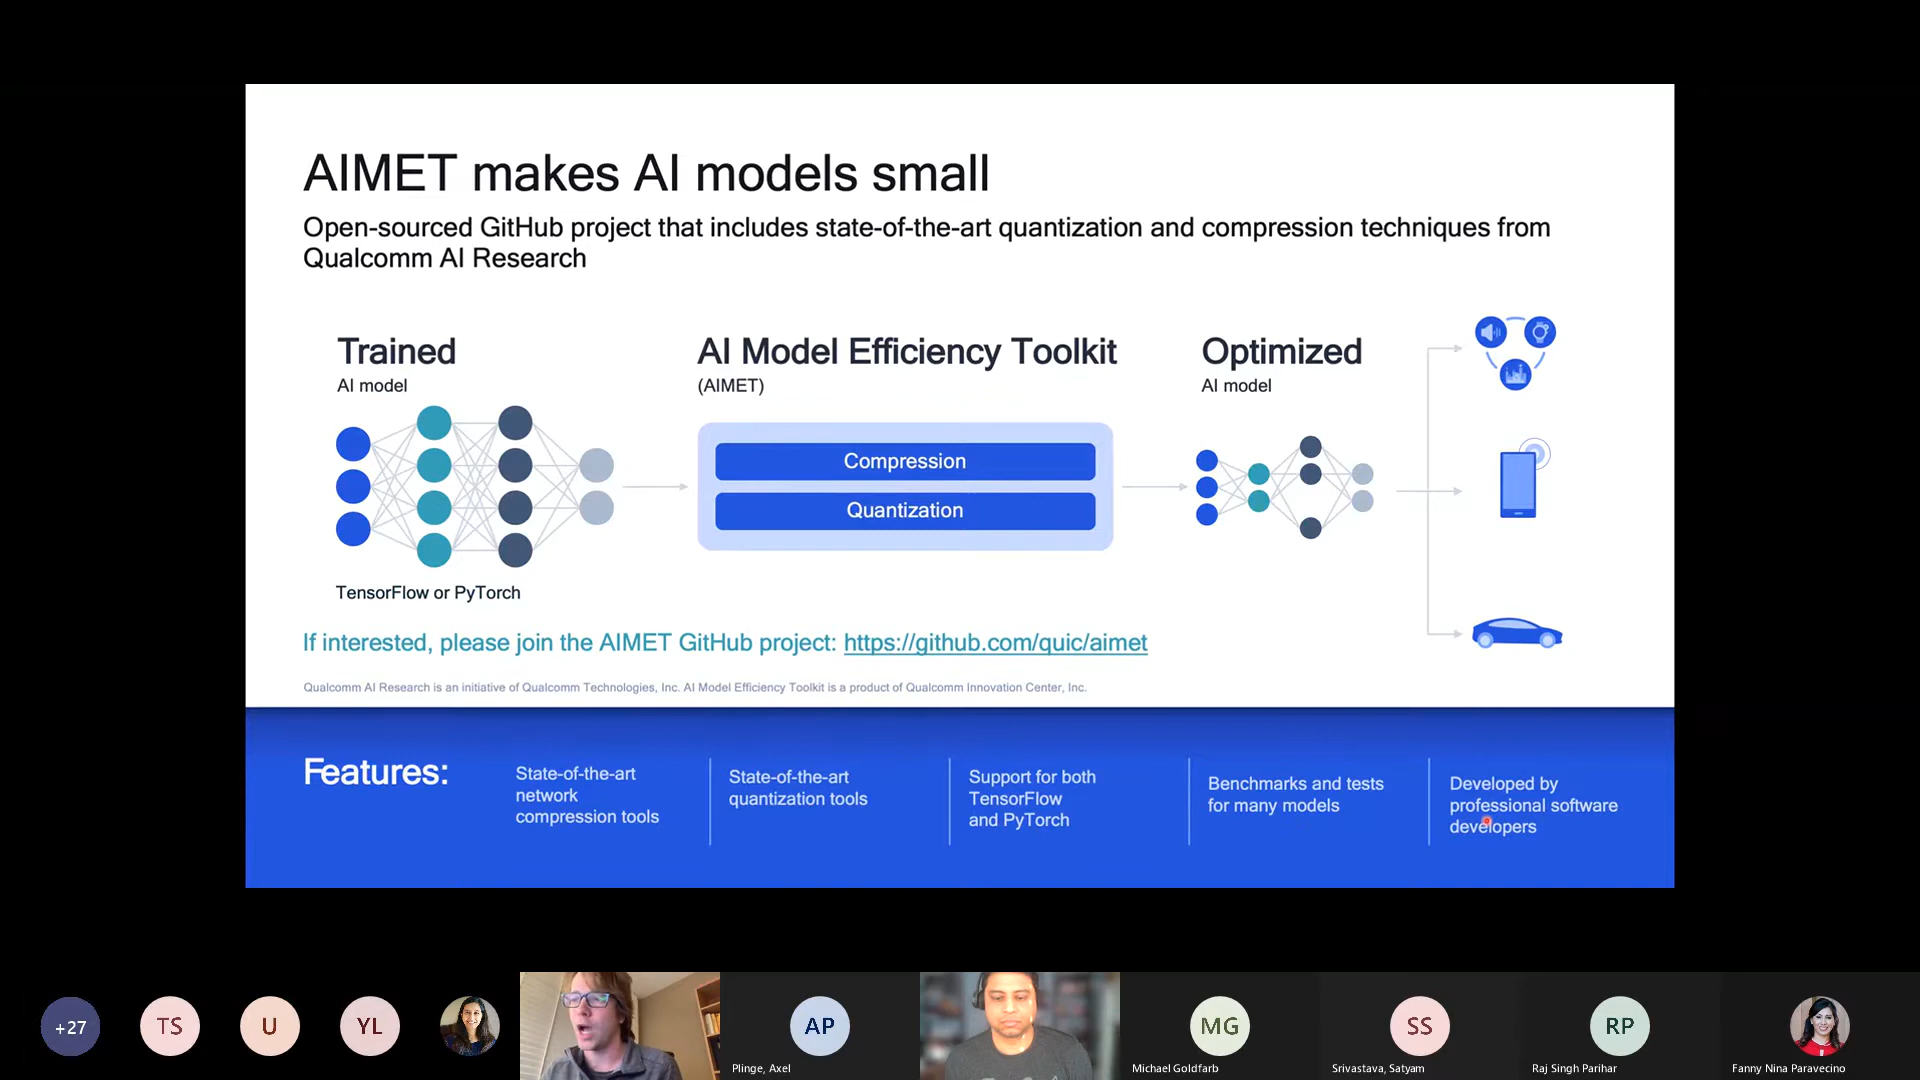 AIMET makes AI models small
Open-sourced GitHub project that includes state-of-the-art quantization and compression techniques from
Qualcomm AI Research
Trained
AI model
AI Model Efficiency Toolkit
(AIMET)
Optimized
AI model
Compression
Quantization
TensorFlow or PyTorch
If interested, please join the AIMET GitHub project: https://github.com/quic/aimet
Qualcomm AI Research is an initiative of Qualcomm Technologies, Inc. AI Model Efficiency Toolkit is a product of Qualcomm Innovation Center, Inc.
Features:
State-of-the-art
network
compression tools
State-of-the-art
quantization tools
Support for both
TensorFlow
and PyTorch
Benchmarks and tests
for many models
Developed by
professional software
developers
+27
TS
U
YL
AP
Plinge, Axel
MG
Michael Goldfarb
SS
Srivastava, Satyam
RP
Raj Singh Parihar
Fanny Nina Paravecino